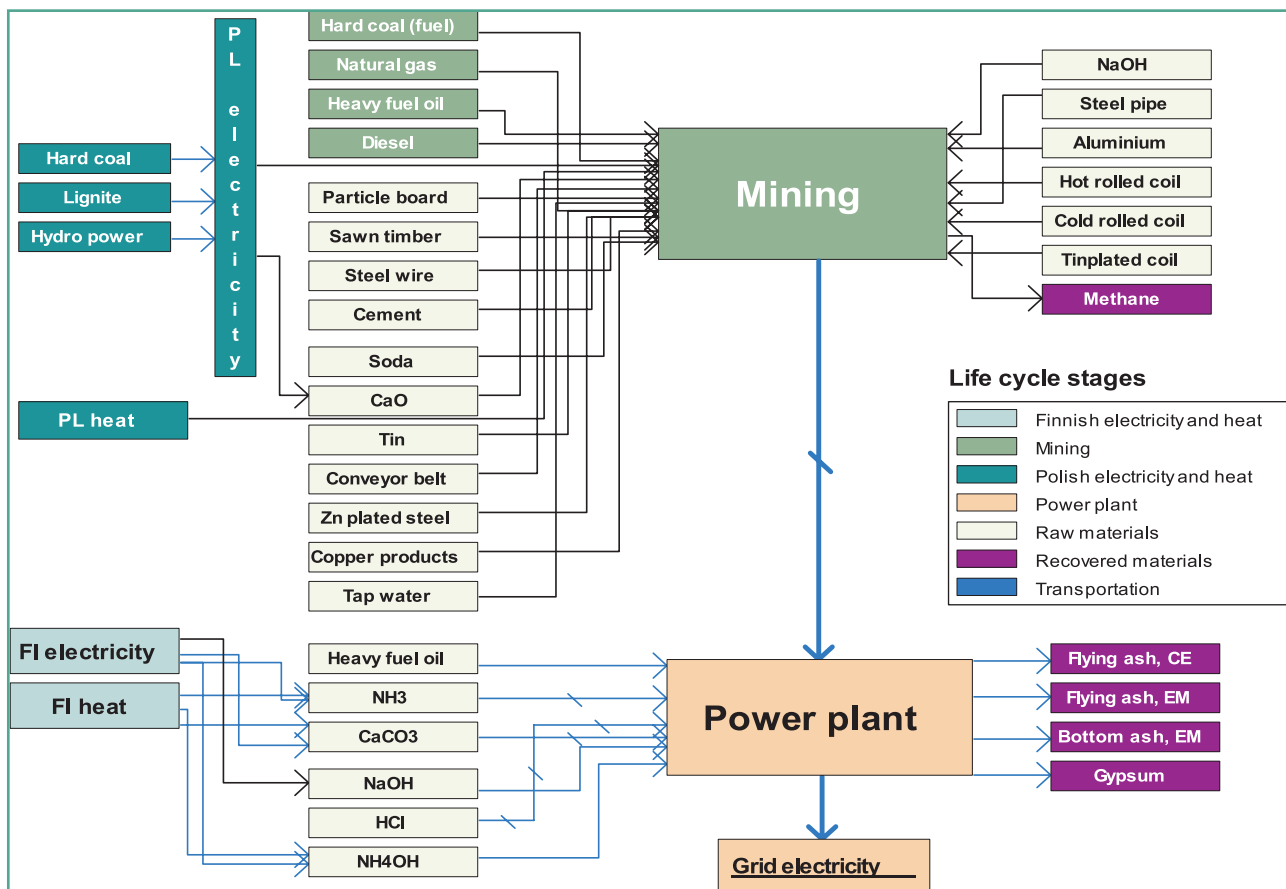 PL electricity
Hard coal
Lignite
Hydro power
PL heat
Hard coal (fuel)
Natural gas
Heavy fuel oil
Diesel
Particle board
Sawn timber
Steel wire
Cement
Soda
CaO
Tin
Conveyor belt
Zn plated steel
Copper products
Tap water
Mining
NaOH
Steel pipe
Aluminium
Hot rolled coil
Cold rolled coil
Tinplated coil
Methane
Life cycle stages
Finnish electricity and heat
Mining
Polish electricity and heat
Power plant
Raw materials
Recovered materials
Transportation
FI electricity
FI heat
Heavy fuel oil
NH3
CaCO3
NaOH
HCl
NH4OH
Power plant
Flying ash, CE
Flying ash, EM
Bottom ash, EM
Gypsum
Grid electricity